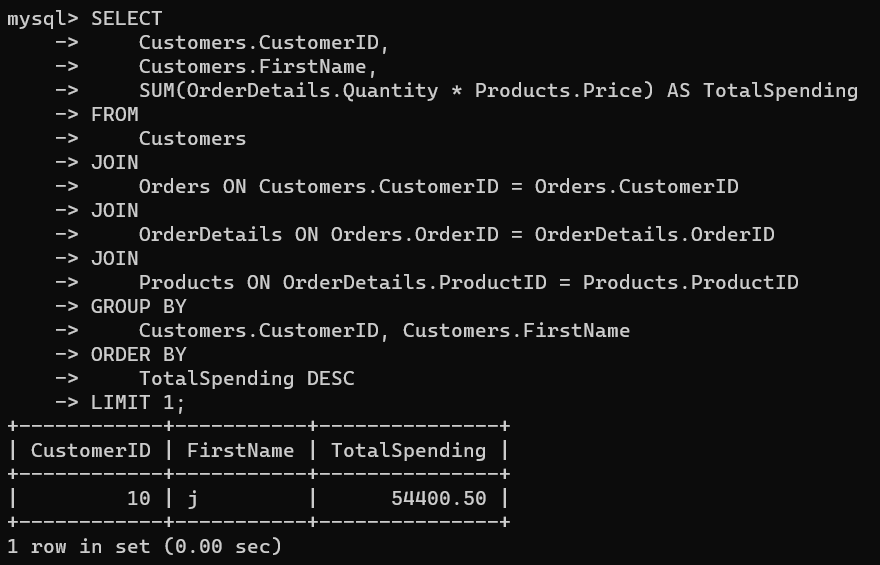 mysql> SELECT
    ->     Customers.CustomerID,
    ->     Customers.FirstName,
    ->     SUM(OrderDetails.Quantity * Products.Price) AS TotalSpending
    -> FROM
    ->     Customers
    -> JOIN
    ->     Orders ON Customers.CustomerID = Orders.CustomerID
    -> JOIN
    ->     OrderDetails ON Orders.OrderID = OrderDetails.OrderID
    -> JOIN
    ->     Products ON OrderDetails.ProductID = Products.ProductID
    -> GROUP BY
    ->     Customers.CustomerID, Customers.FirstName
    -> ORDER BY
    ->     TotalSpending DESC
    -> LIMIT 1;
+------------+-----------+---------------+
| CustomerID | FirstName | TotalSpending |
+------------+-----------+---------------+
|         10 | j         |      54400.50 |
+------------+-----------+---------------+
1 row in set (0.00 sec)